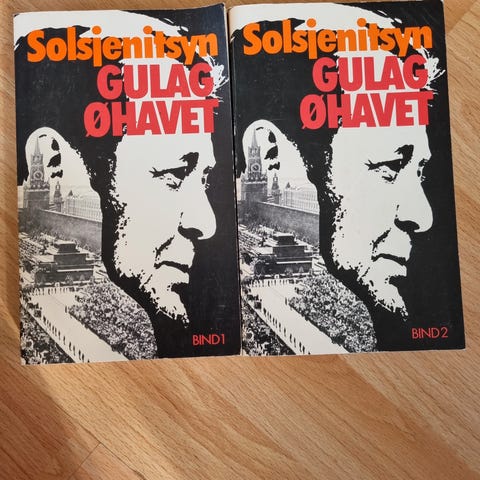 Solsjenitsyn
GULAG
ØHAVET
BIND 1
Solsjenitsyn
GULAG
ØHAVET
BIND 2